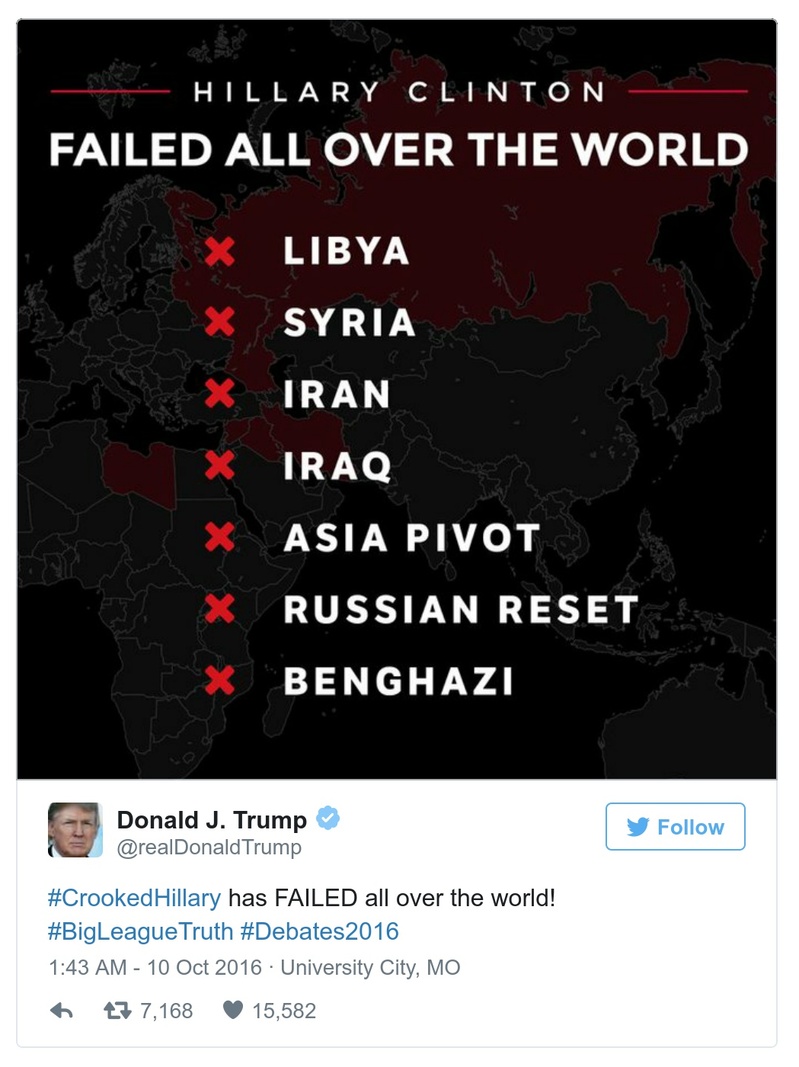 HILLARY CLINTON
FAILED ALL OVER THE WORLD
LIBYA
SYRIA
IRAN
IRAQ
ASIA PIVOT
RUSSIAN RESET
BENGHAZI
Donald J. Trump
@realDonaldTrump
Follow
#CrookedHillary has FAILED all over the world!
#BigLeagueTruth #Debates2016
1:43 AM - 10 Oct 2016 · University City, MO
7,168 15,582